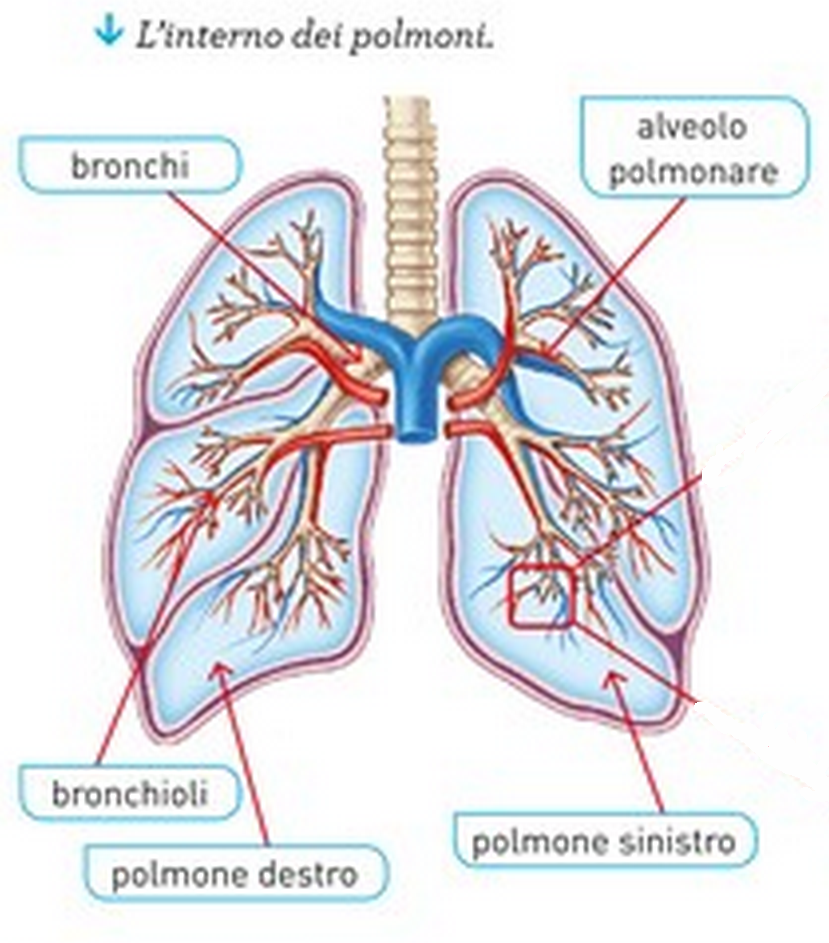 L'interno dei polmoni.
bronchi
alveolo
polmonare
bronchioli
polmone destro
polmone sinistro